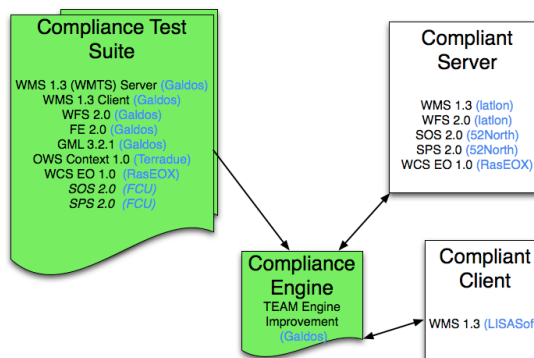 Compliance Test
Suite
WMS 1.3 (WMTS) Server (Galdos)
WMS 1.3 Client (Galdos)
WFS 2.0 (Galdos)
FE 2.0 (Galdos)
GML 3.2.1 (Galdos)
OWS Context 1.0 (Terradue)
WCS EO 1.0 (RasEOX)
SOS 2.0 (FCU)
SPS 2.0 (FCU)
Compliant
Server
WMS 1.3 (latlon)
WFS 2.0 (latlon)
SOS 2.0 (52North)
SPS 2.0 (52North)
WCS EO 1.0 (RasEOX)
Compliance
Engine
TEAM Engine
Improvement
(Galdos)
Compliant
Client
WMS 1.3 (LISASof